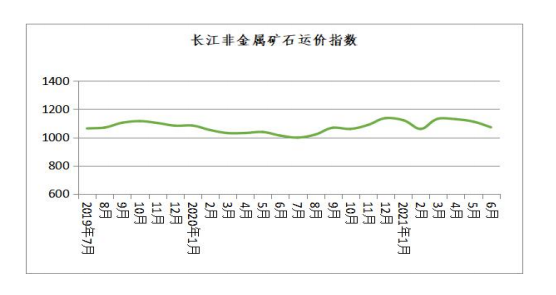 长江非金属矿石运价指数
1400
1200
1000
800
600
2019年7月
8月
9月
10月
11月
12月
2020年1月
2月
3月
4月
5月
6月
7月
8月
9月
10月
11月
12月
2021年1月
2月
3月
4月
5月
6月